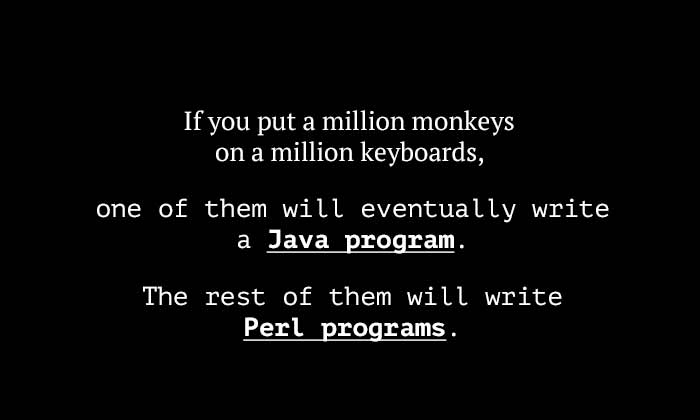 If you put a million monkeys
on a million keyboards,
one of them will eventually write
a Java program.
The rest of them will write
Perl programs.